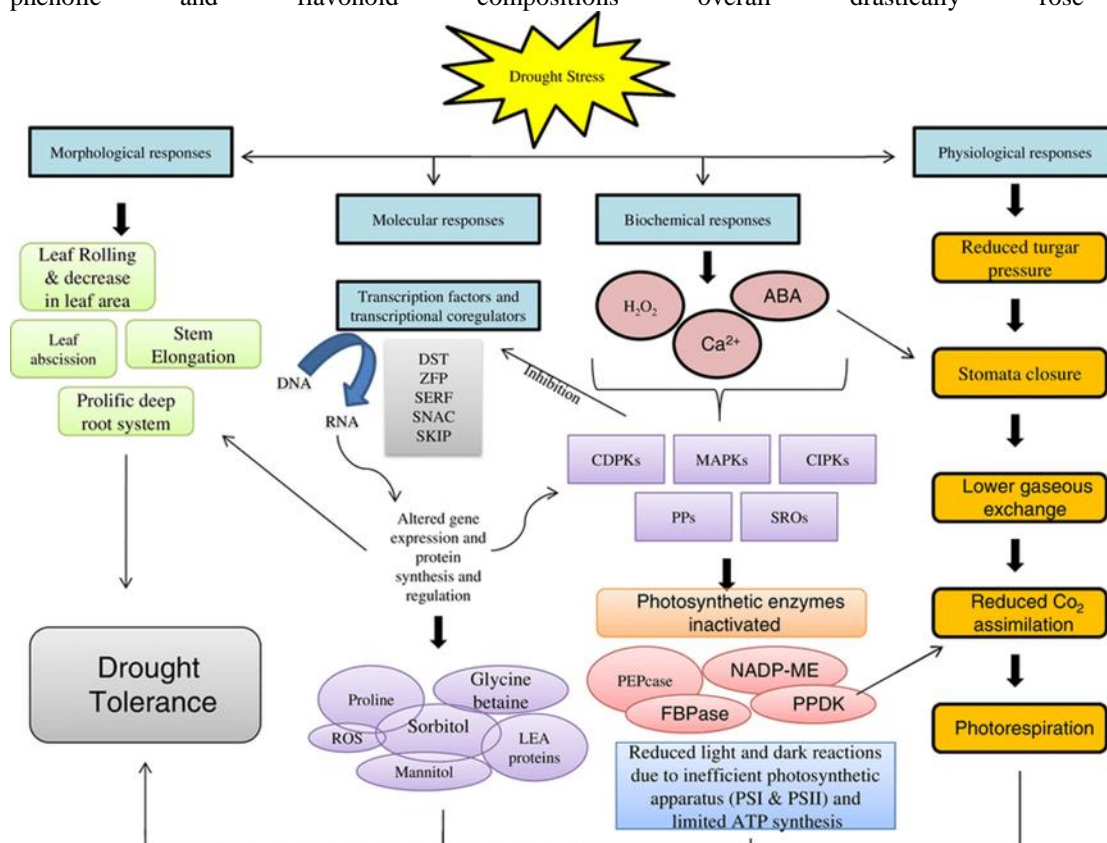 phenolic and flavonoid compositions overall drastically rose
Drought Stress
Morphological responses
Physiological responses
Molecular responses
Biochemical responses
Leaf Rolling
& decrease
in leaf area
Leaf
abscission
Stem
Elongation
Prolific deep
root system
Drought
Tolerance
Transcription factors and
transcriptional coregulators
DNA
RNA
DST
ZFP
SERF
SNAC
SKIP
Inhibition
Altered gene
expression and
protein
synthesis and
regulation
Proline
Glycine
betaine
ROS
Sorbitol
LEA
proteins
Mannitol
H₂O₂
Ca²⁺
ABA
CDPKs
MAPKs
CIPKs
PPs
SROs
Photosynthetic enzymes
inactivated
PEPcase
NADP-ME
FBPase
PPDK
Reduced light and dark reactions
due to inefficient photosynthetic
apparatus (PSI & PSII) and
limited ATP synthesis
Reduced turgar
pressure
Stomata closure
Lower gaseous
exchange
Reduced Co₂
assimilation
Photorespiration